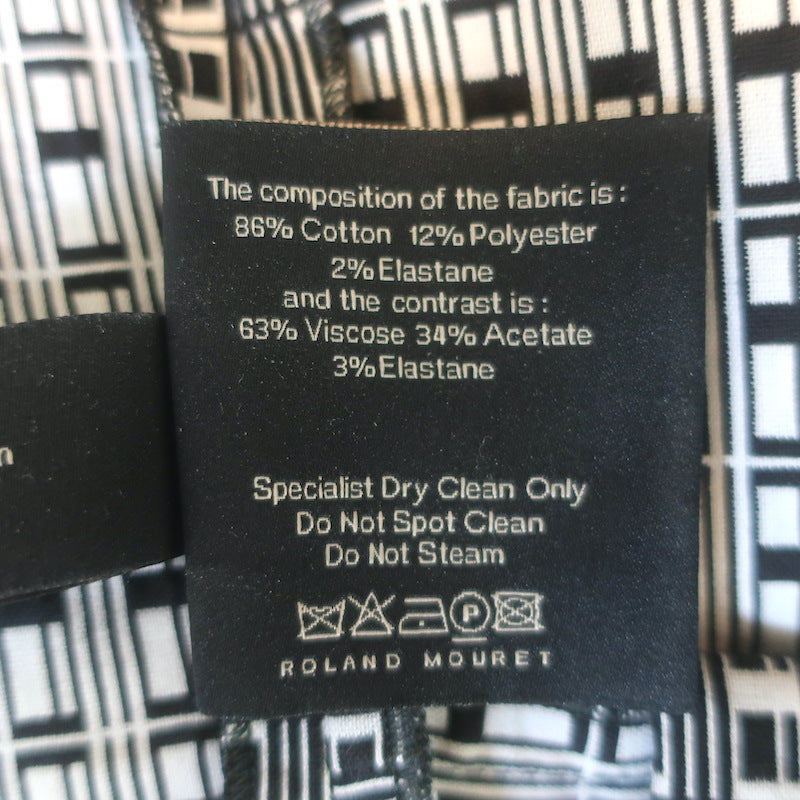 The composition of the fabric is :
86% Cotton 12% Polyester
2% Elastane
and the contrast is :
63% Viscose 34% Acetate
3% Elastane
Specialist Dry Clean Only
Do Not Spot Clean
Do Not Steam
P
ROLAND MOURET